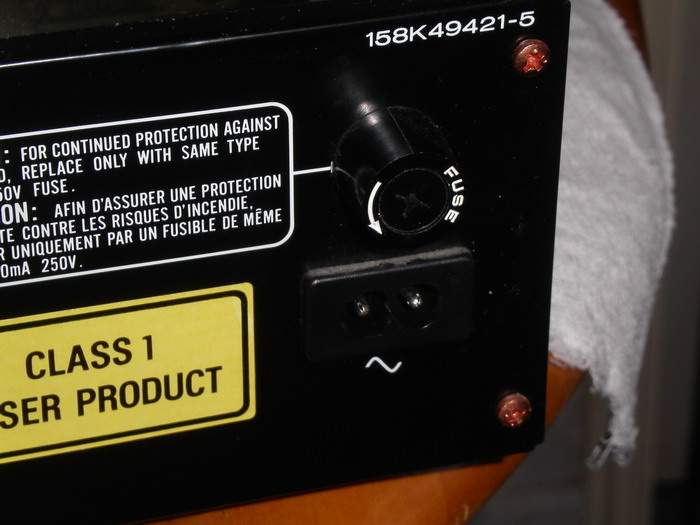 158K49421-5
: FOR CONTINUED PROTECTION AGAINST
REPLACE ONLY WITH SAME TYPE
50V FUSE.
ON: AFIN D'ASSURER UNE PROTECTION
TE CONTRE LES RISQUES D'INCENDIE,
R UNIQUEMENT PAR UN FUSIBLE DE MÊME
0mA 250V.
FUSE
CLASS 1
SER PRODUCT